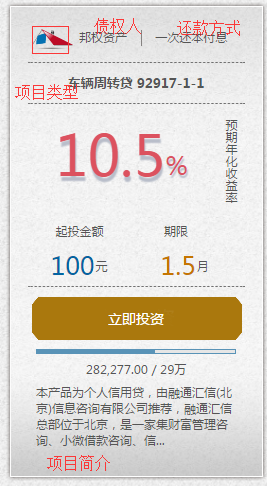 债权人
还款方式
邦权资产 | 一次还本付息
车辆周转贷 92917-1-1
项目类型
10.5%
预期年化收益率
起投金额 期限
100元 1.5月
立即投资
282,277.00 / 29万
本产品为个人信用贷，由融通汇信(北
京)信息咨询有限公司推荐，融通汇信
总部位于北京，是一家集财富管理咨
询、小微借款咨询、信...
项目简介